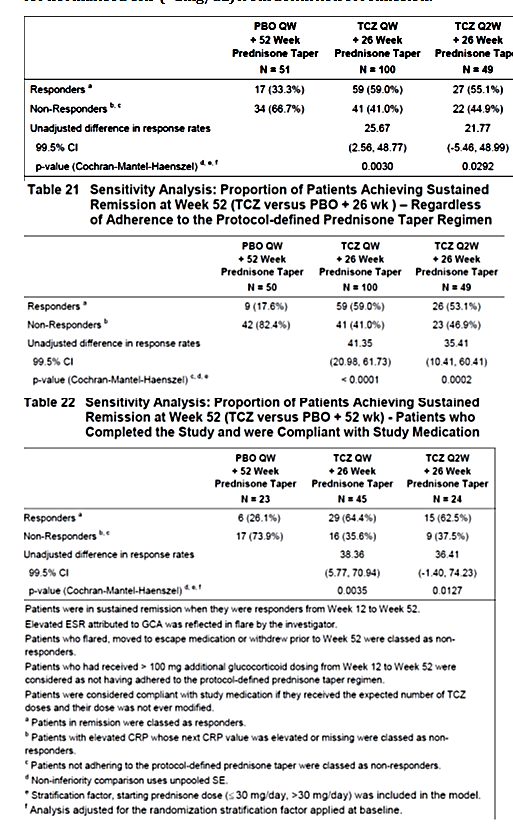 PBO QW TCZ QW TCZ Q2W
+ 52 Week + 26 Week + 26 Week
Prednisone Taper Prednisone Taper Prednisone Taper
N = 51 N = 100 N = 49
Responders a 17 (33.3%) 59 (59.0%) 27 (55.1%)
Non-Responders b, c 34 (66.7%) 41 (41.0%) 22 (44.9%)
Unadjusted difference in response rates 25.67 21.77
99.5% CI (2.56, 48.77) (-5.46, 48.99)
p-value (Cochran-Mantel-Haenszel) d, e, f 0.0030 0.0292
Table 21 Sensitivity Analysis: Proportion of Patients Achieving Sustained
Remission at Week 52 (TCZ versus PBO + 26 wk ) – Regardless
of Adherence to the Protocol-defined Prednisone Taper Regimen
PBO QW TCZ QW TCZ Q2W
+ 52 Week + 26 Week + 26 Week
Prednisone Taper Prednisone Taper Prednisone Taper
N = 50 N = 100 N = 49
Responders a 9 (17.6%) 59 (59.0%) 26 (53.1%)
Non-Responders b 42 (82.4%) 41 (41.0%) 23 (46.9%)
Unadjusted difference in response rates 41.35 35.41
99.5% CI (20.98, 61.73) (10.41, 60.41)
p-value (Cochran-Mantel-Haenszel) c, d, e < 0.0001 0.0002
Table 22 Sensitivity Analysis: Proportion of Patients Achieving Sustained
Remission at Week 52 (TCZ versus PBO + 52 wk) - Patients who
Completed the Study and were Compliant with Study Medication
PBO QW TCZ QW TCZ Q2W
+ 52 Week + 26 Week + 26 Week
Prednisone Taper Prednisone Taper Prednisone Taper
N = 23 N = 45 N = 24
Responders a 6 (26.1%) 29 (64.4%) 15 (62.5%)
Non-Responders b, c 17 (73.9%) 16 (35.6%) 9 (37.5%)
Unadjusted difference in response rates 38.36 36.41
99.5% CI (5.77, 70.94) (-1.40, 74.23)
p-value (Cochran-Mantel-Haenszel) d, e, f 0.0035 0.0127
Patients were in sustained remission when they were responders from Week 12 to Week 52.
Elevated ESR attributed to GCA was reflected in flare by the investigator.
Patients who flared, moved to escape medication or withdrew prior to Week 52 were classed as non-
responders.
Patients who had received > 100 mg additional glucocorticoid dosing from Week 12 to Week 52 were
considered as not having adhered to the protocol-defined prednisone taper regimen.
Patients were considered compliant with study medication if they received the expected number of TCZ
doses and their dose was not ever modified.
a Patients in remission were classed as responders.
b Patients with elevated CRP whose next CRP value was elevated or missing were classed as non-
responders.
c Patients not adhering to the protocol-defined prednisone taper were classed as non-responders.
d Non-inferiority comparison uses unpooled SE.
e Stratification factor, starting prednisone dose (≤ 30 mg/day, >30 mg/day) was included in the model.
f Analysis adjusted for the randomization stratification factor applied at baseline.